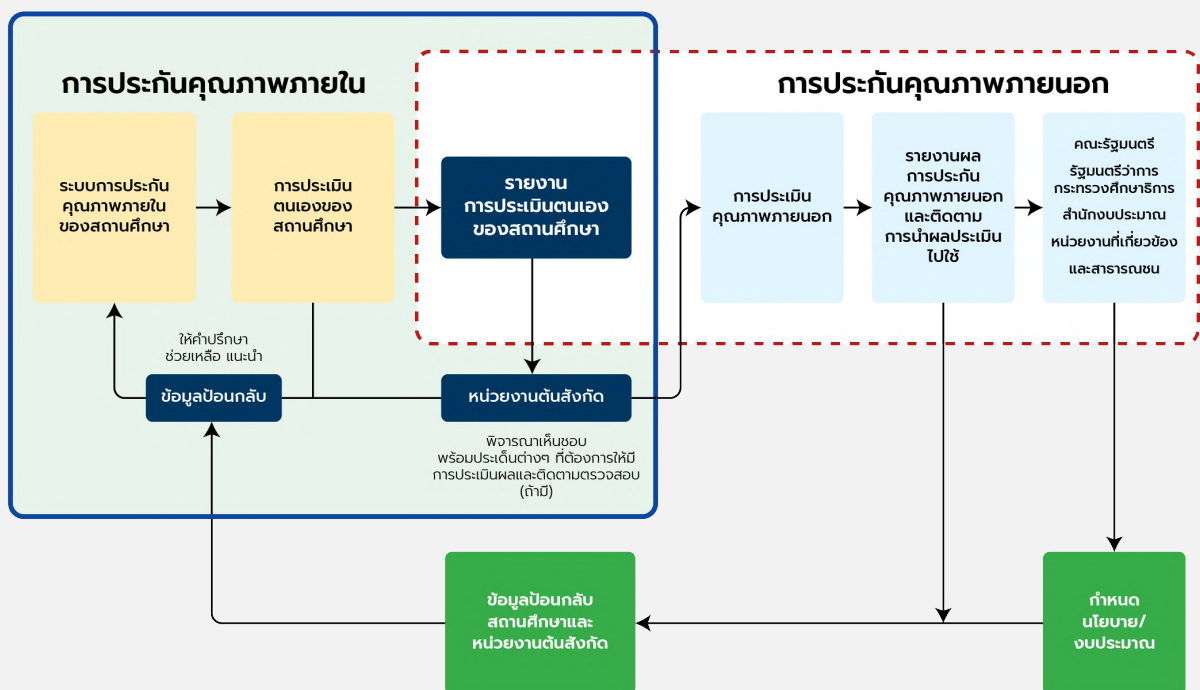 การประกันคุณภาพภายใน
การประกันคุณภาพภายนอก
ระบบการประกัน
คุณภาพภายใน
ของสถานศึกษา
การประเมิน
ตนเองของ
สถานศึกษา
รายงาน
การประเมินตนเอง
ของสถานศึกษา
การประเมิน
คุณภาพภายนอก
รายงานผล
การประกัน
คุณภาพภายนอก
และติดตาม
การนำผลประเมิน
ไปใช้
คณะรัฐมนตรี
รัฐมนตรีว่าการ
กระทรวงศึกษาธิการ
สำนักงบประมาณ
หน่วยงานที่เกี่ยวข้อง
และสาธารณชน
ให้คำปรึกษา
ช่วยเหลือ แนะนำ
ข้อมูลป้อนกลับ
หน่วยงานต้นสังกัด
พิจารณาเห็นชอบ
พร้อมประเด็นต่างๆ ที่ต้องการให้มี
การประเมินผลและติดตามตรวจสอบ
(ถ้ามี)
ข้อมูลป้อนกลับ
สถานศึกษาและ
หน่วยงานต้นสังกัด
กำหนด
นโยบาย/
งบประมาณ